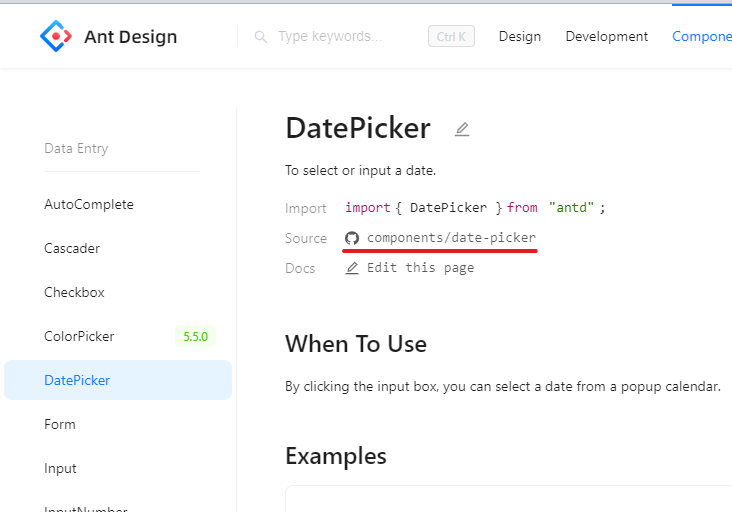 Ant Design
Type keywords...
Ctrl K
Design
Development
Compone
Data Entry
AutoComplete
Cascader
Checkbox
ColorPicker 5.5.0
DatePicker
Form
Input
InputNumber
DatePicker
To select or input a date.
Import import { DatePicker } from "antd" ;
Source components/date-picker
Docs Edit this page
When To Use
By clicking the input box, you can select a date from a popup calendar.
Examples